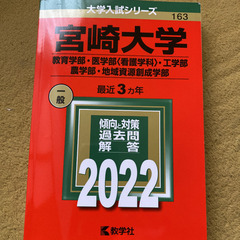 大学入試シリーズ
163
宮崎大学
教育学部・医学部〈看護学科〉・工学部
農学部・地域資源創成学部
一般
最近3カ年
傾向と対策
過去問
解答
2022
教学社